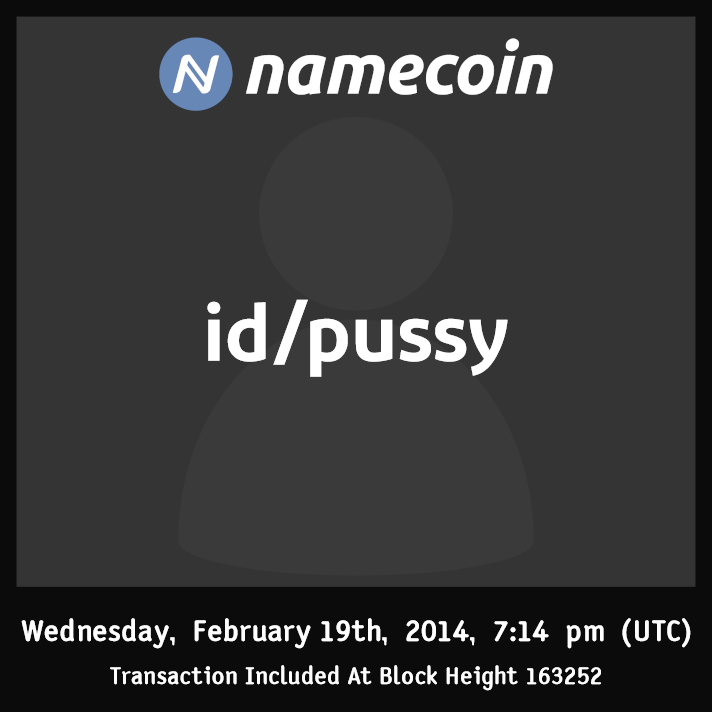 namecoin
id/pussy
Wednesday, February 19th, 2014, 7:14 pm (UTC)
Transaction Included At Block Height 163252